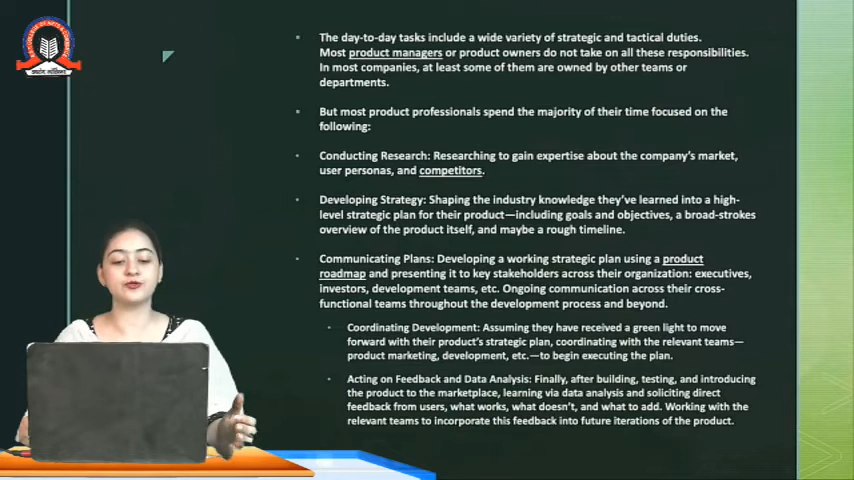 The day-to-day tasks include a wide variety of strategic and tactical duties.
Most product managers or product owners do not take on all these responsibilities.
In most companies, at least some of them are owned by other teams or
departments.
But most product professionals spend the majority of their time focused on the
following:
Conducting Research: Researching to gain expertise about the company's market,
user personas, and competitors.
Developing Strategy: Shaping the industry knowledge they've learned into a high-
level strategic plan for their product—including goals and objectives, a broad-strokes
overview of the product itself, and maybe a rough timeline.
Communicating Plans: Developing a working strategic plan using a product
roadmap and presenting it to key stakeholders across their organization: executives,
investors, development teams, etc. Ongoing communication across their cross-
functional teams throughout the development process and beyond.
Coordinating Development: Assuming they have received a green light to move
forward with their product's strategic plan, coordinating with the relevant teams—
product marketing, development, etc.—to begin executing the plan.
Acting on Feedback and Data Analysis: Finally, after building, testing, and introducing
the product to the marketplace, learning via data analysis and soliciting direct
feedback from users, what works, what doesn't, and what to add. Working with the
relevant teams to incorporate this feedback into future iterations of the product.